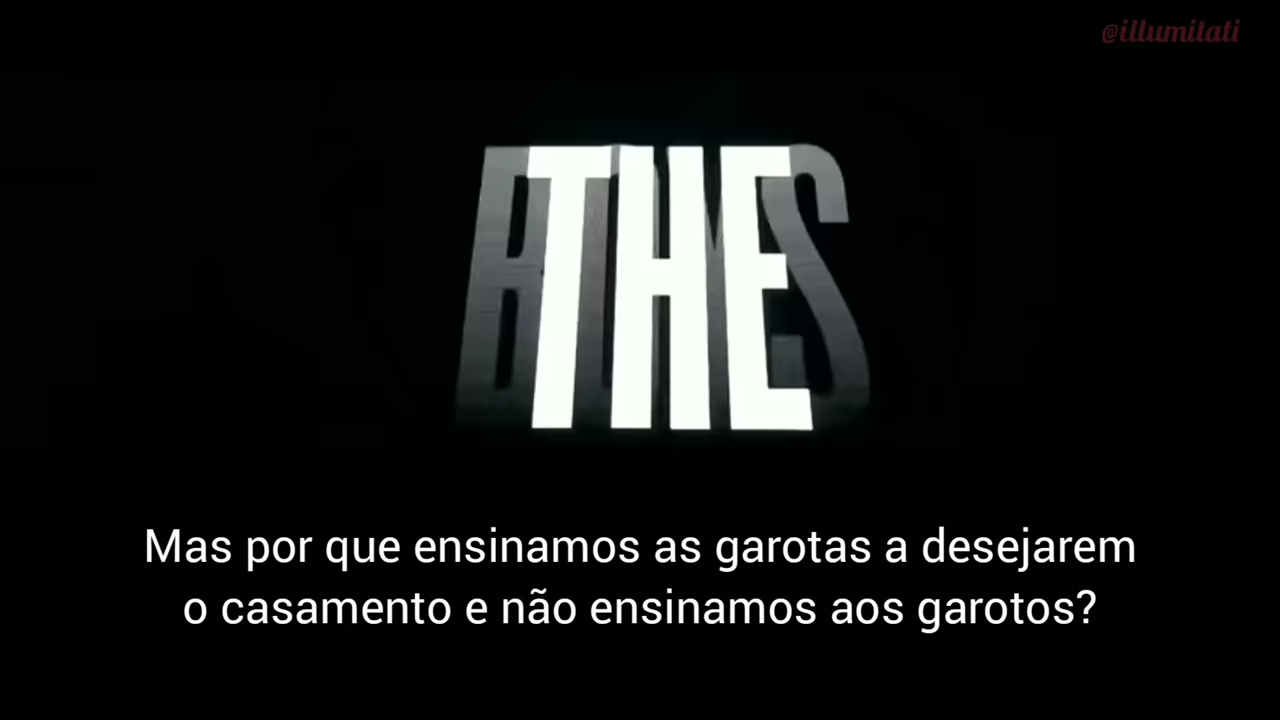 @illumitati
THE
Mas por que ensinamos as garotas a desejarem
o casamento e não ensinamos aos garotos?